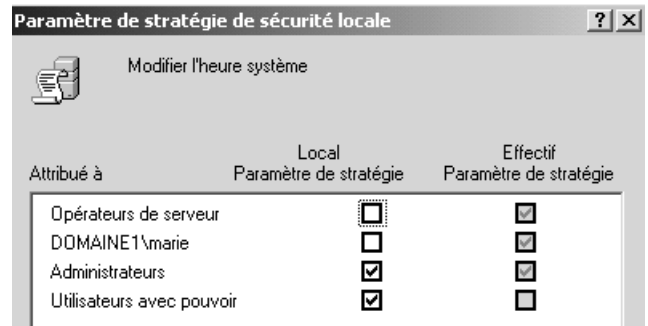 Paramètre de stratégie de sécurité locale
Modifier l'heure système
Attribué à
Local
Paramètre de stratégie
Effectif
Paramètre de stratégie
Opérateurs de serveur
DOMAINE1\marie
Administrateurs
Utilisateurs avec pouvoir